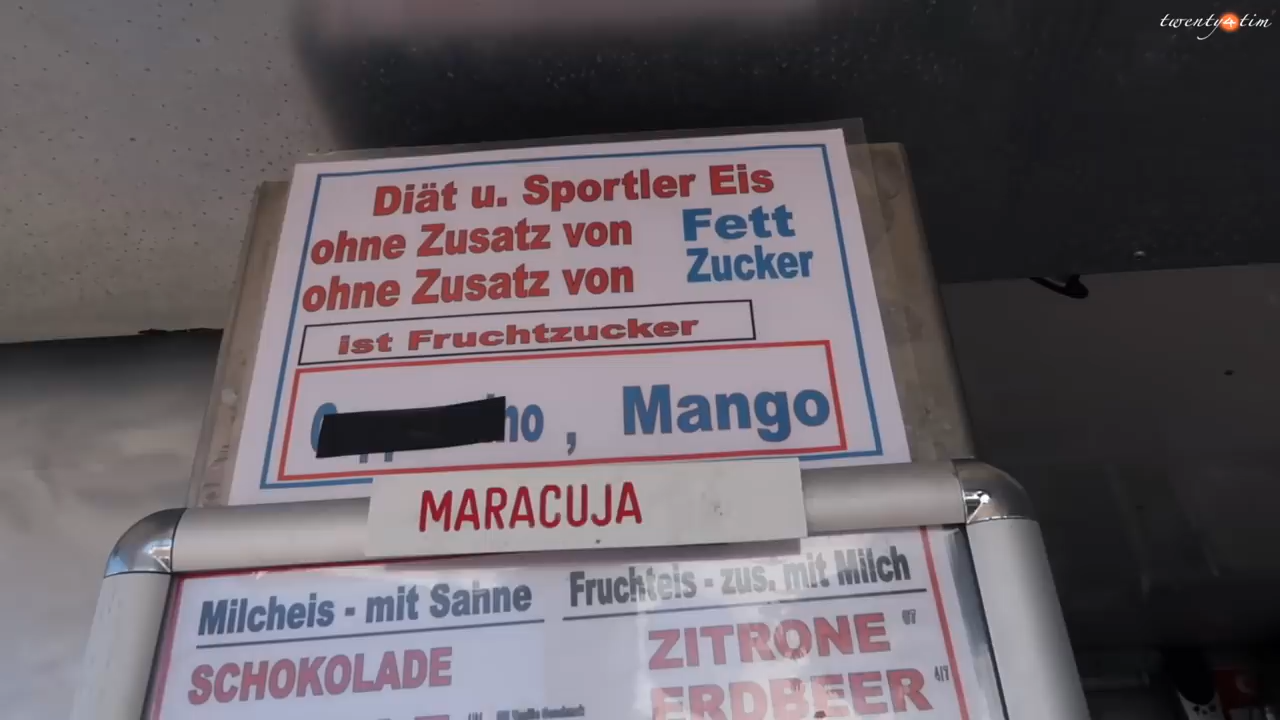 twenty4tim
Diät u. Sportler Eis
ohne Zusatz von Fett
ohne Zusatz von Zucker
ist Fruchtzucker
, Mango
MARACUJA
Milcheis - mit Sahne
Fruchteis - zus. mit Milch
SCHOKOLADE
ZITRONE
ERDBEER